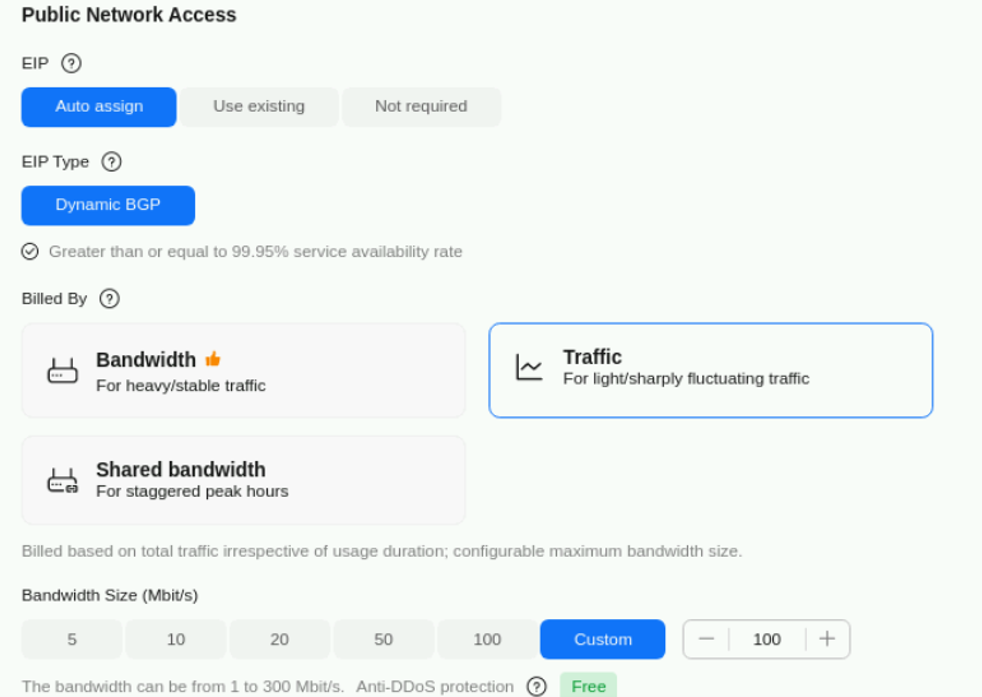 Public Network Access
EIP ?
Auto assign Use existing Not required
EIP Type ?
Dynamic BGP
Greater than or equal to 99.95% service availability rate
Billed By ?
Bandwidth
For heavy/stable traffic
Traffic
For light/sharply fluctuating traffic
Shared bandwidth
For staggered peak hours
Billed based on total traffic irrespective of usage duration; configurable maximum bandwidth size.
Bandwidth Size (Mbit/s)
5 10 20 50 100 Custom − 100 +
The bandwidth can be from 1 to 300 Mbit/s. Anti-DDoS protection ? Free